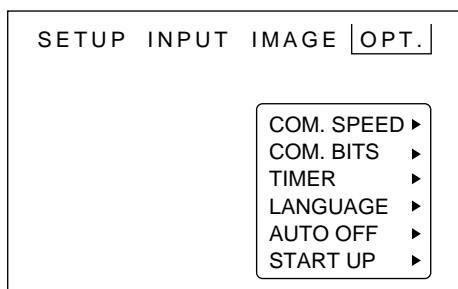 SETUP INPUT IMAGE OPT.
COM. SPEED
COM. BITS
TIMER
LANGUAGE
AUTO OFF
START UP